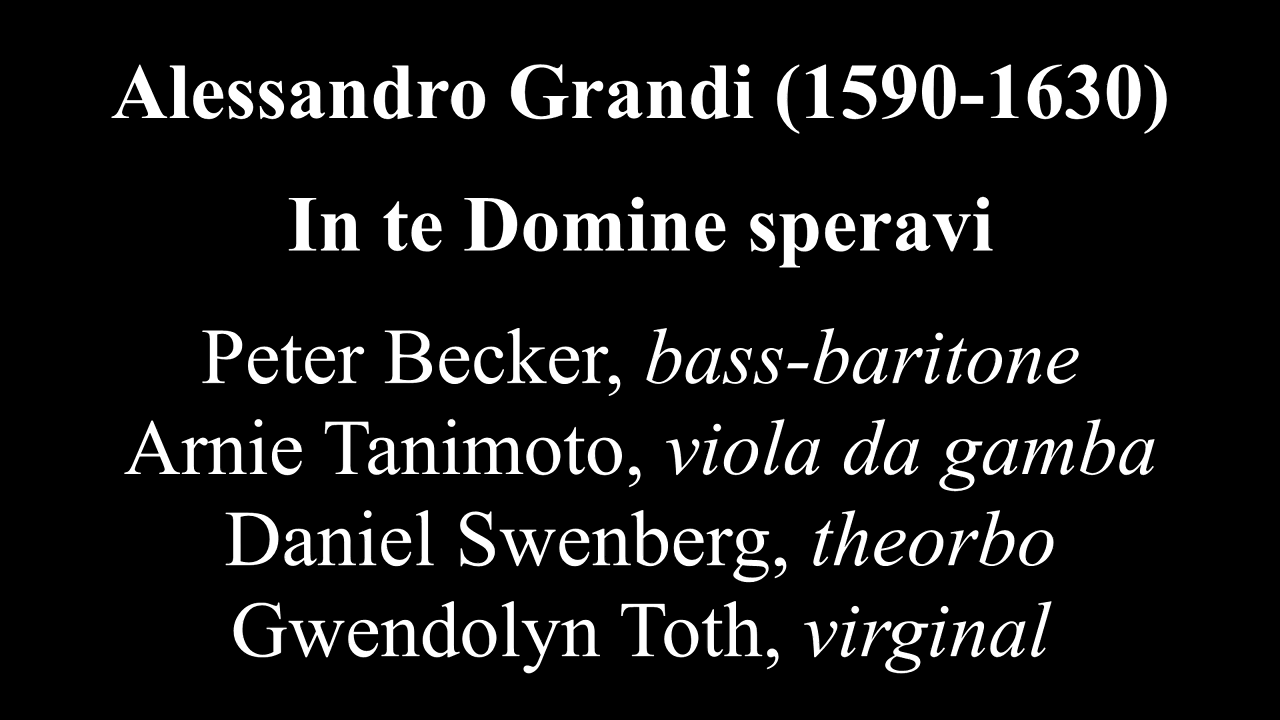 Alessandro Grandi (1590-1630)
In te Domine speravi
Peter Becker, bass-baritone
Arnie Tanimoto, viola da gamba
Daniel Swenberg, theorbo
Gwendolyn Toth, virginal